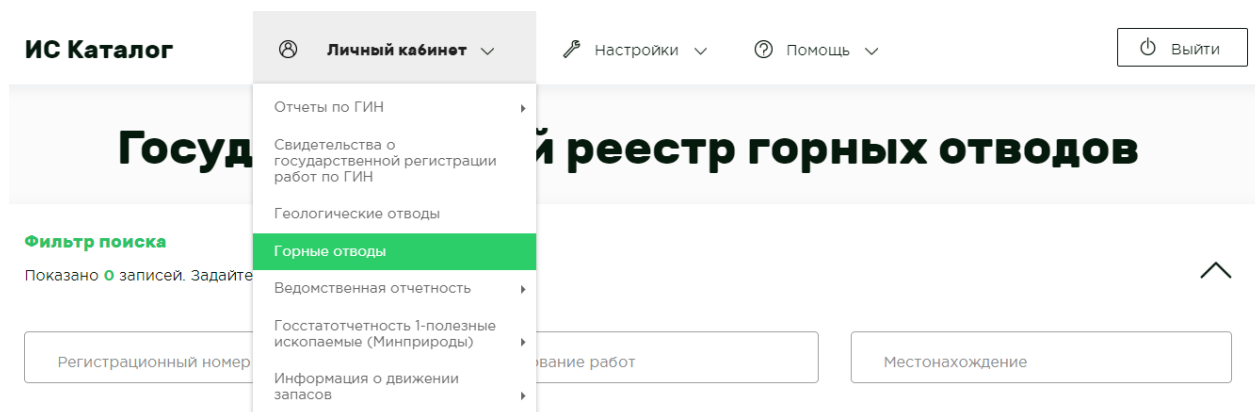 ИС Каталог
Личный кабинет
Настройки
Помощь
Выйти
Отчеты по ГИН
Свидетельства о
государственной регистрации
работ по ГИН
Геологические отводы
Горные отводы
Ведомственная отчетность
Госстатотчетность 1-полезные
ископаемые (Минприроды)
Информация о движении
запасов
Госуд й реестр горных отводов
Фильтр поиска
Показано 0 записей. Задайте
Регистрационный номер
ование работ
Местонахождение